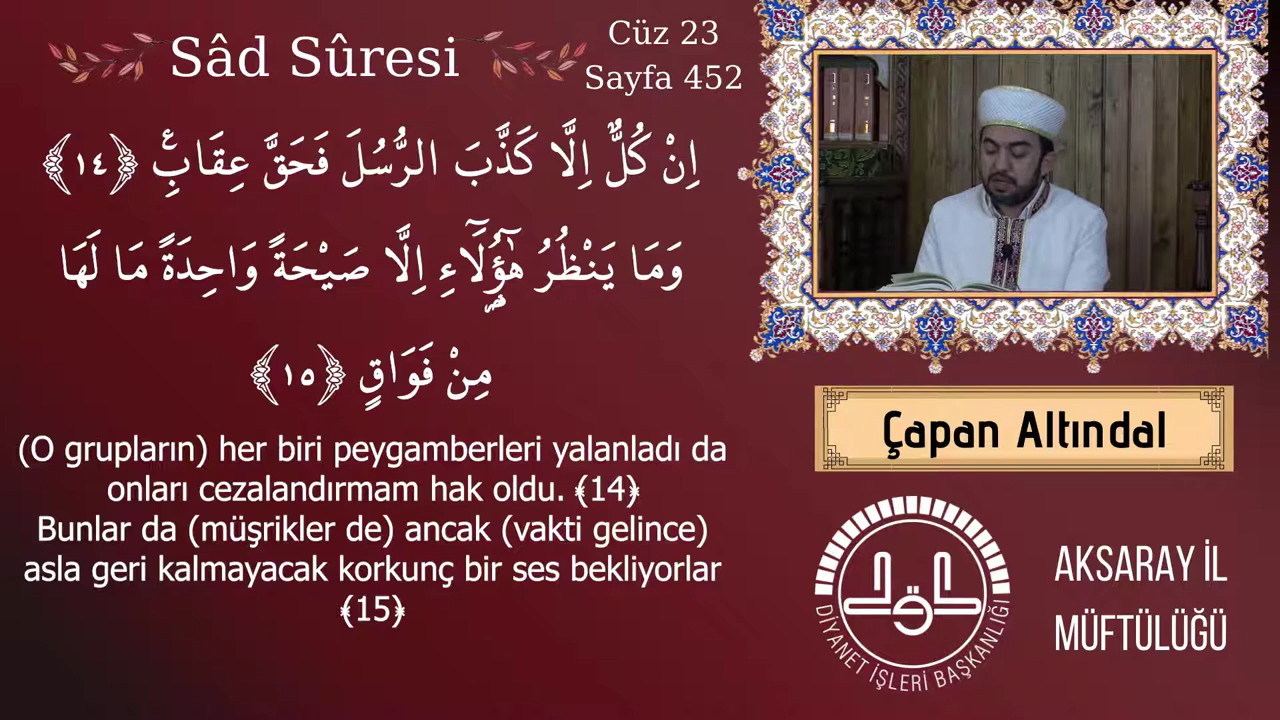 Sâd Sûresi
Cüz 23
Sayfa 452
اِنْ كُلٌّ اِلَّا كَذَّبَ الرُّسُلَ فَحَقَّ عِقَابِ۟ ﴿١٤﴾
وَمَا يَنْظُرُ هٰٓؤُ۬لَٓاءِ اِلَّا صَيْحَةً وَاحِدَةً مَا لَهَا
مِنْ فَوَاقٍ ﴿١٥﴾
(O grupların) her biri peygamberleri yalanladı da
onları cezalandırmam hak oldu. ﴾14﴿
Bunlar da (müşrikler de) ancak (vakti gelince)
asla geri kalmayacak korkunç bir ses bekliyorlar
﴾15﴿
Çapan Altındal
DİYANET İŞLERİ BAŞKANLIĞI
AKSARAY İL
MÜFTÜLÜĞÜ